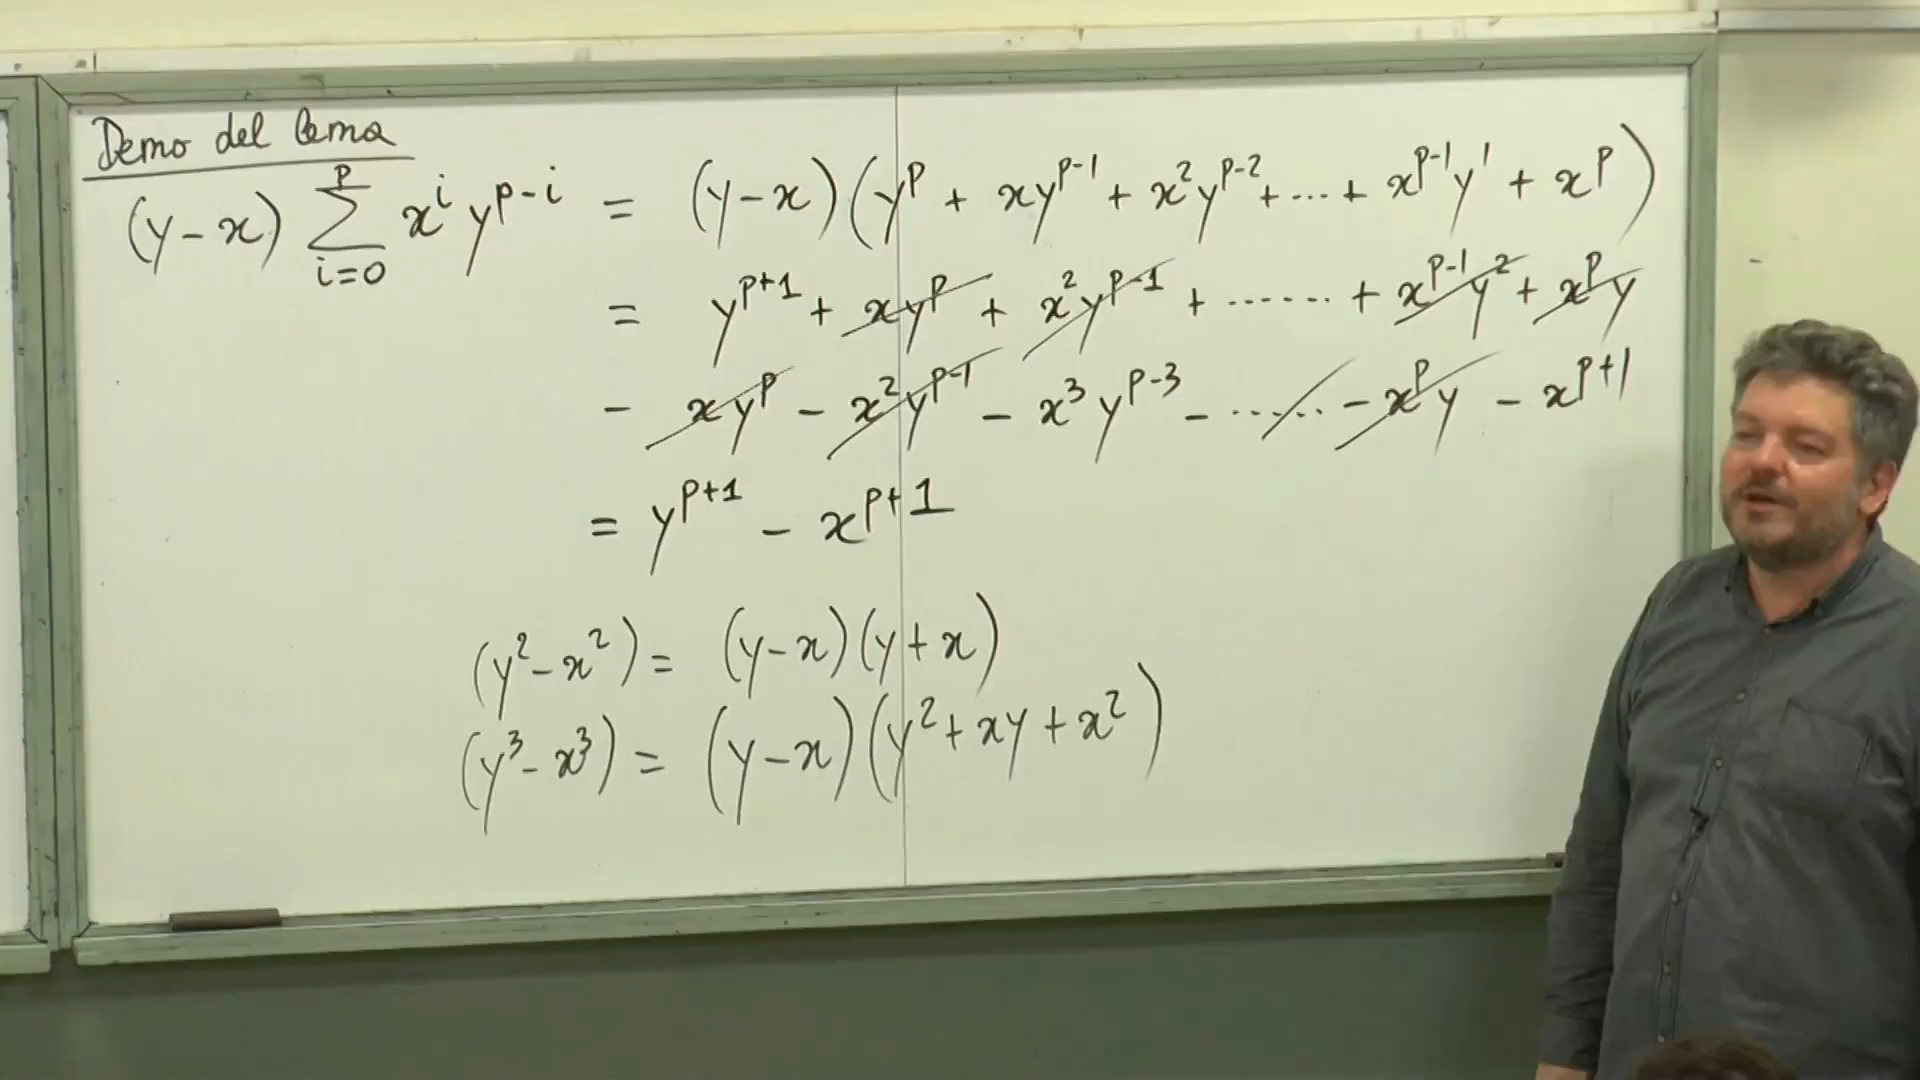 Demo del lema
(y-x) \sum_{i=0}^{p} x^i y^{p-i} = (y-x)(y^p + xy^{p-1} + x^2y^{p-2} + ... + x^{p-1}y^1 + x^p)
= y^{p+1} + xy^p + x^2y^{p-1} + ....... + x^{p-1}y^2 + x^py
- xy^p - x^2y^{p-1} - x^3y^{p-3} - ...... - x^py - x^{p+1}
= y^{p+1} - x^{p+1}
(y^2-x^2) = (y-x)(y+x)
(y^3-x^3) = (y-x)(y^2+xy+x^2)